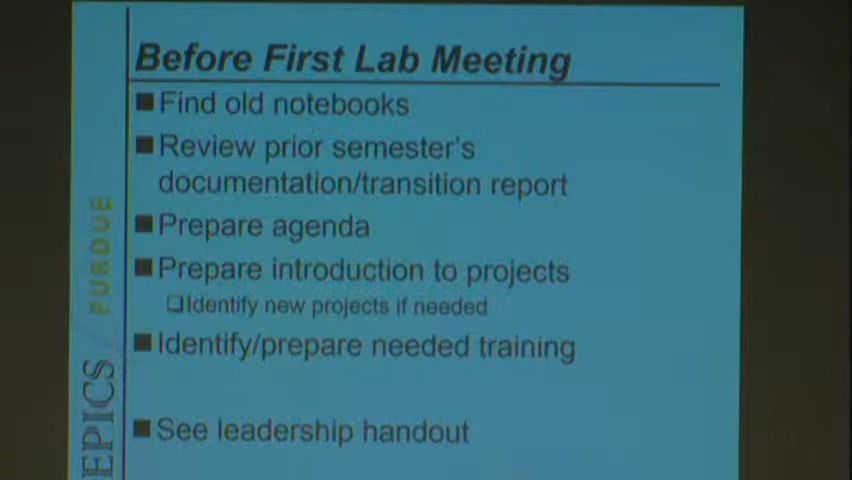 Before First Lab Meeting
Find old notebooks
Review prior semester's
documentation/transition report
Prepare agenda
Prepare introduction to projects
Identify new projects if needed
Identify/prepare needed training
See leadership handout
PURDUE
EPICS